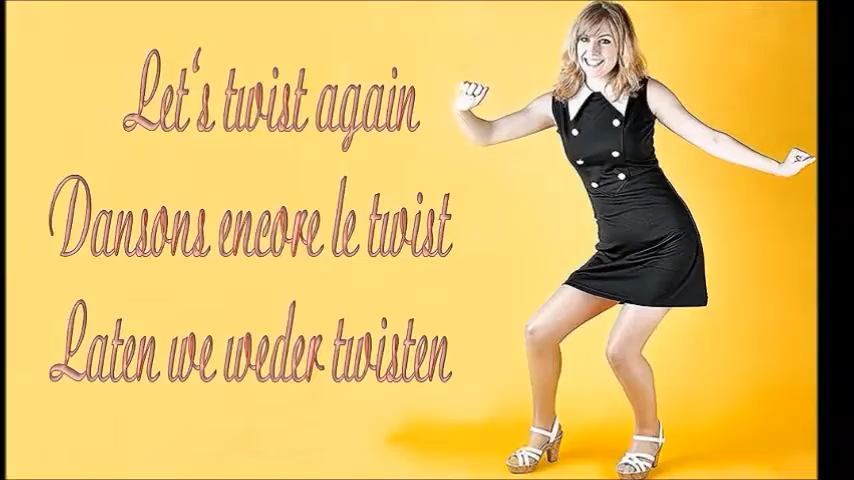 Let's twist again
Dansons encore le twist
Laten we weder twisten